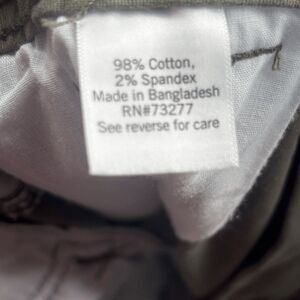 98% Cotton,
2% Spandex
Made in Bangladesh
RN#73277
See reverse for care